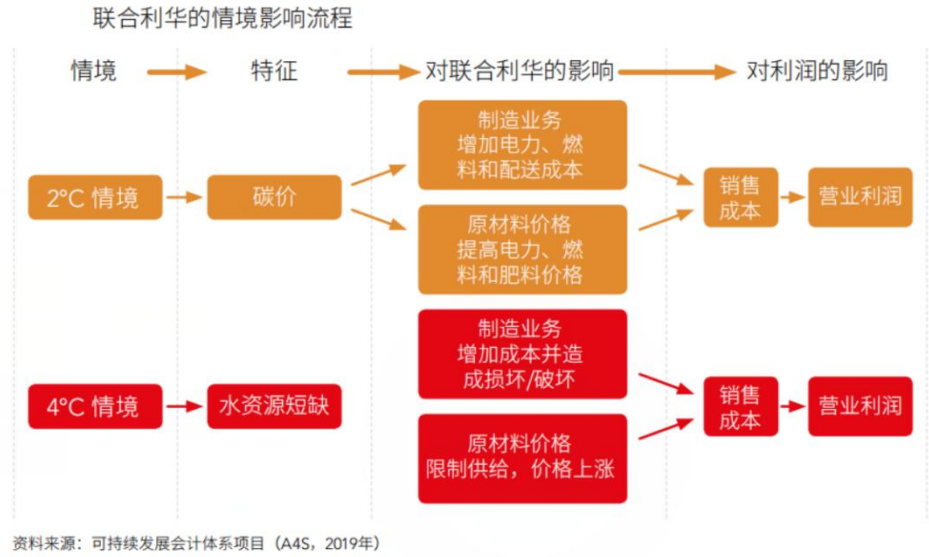 联合利华的情境影响流程
情境
特征
对联合利华的影响
对利润的影响
2°C 情境
碳价
制造业务
增加电力、燃
料和配送成本
原材料价格
提高电力、燃
料和肥料价格
销售
成本
营业利润
4°C 情境
水资源短缺
制造业务
增加成本并造
成损坏/破坏
原材料价格
限制供给，价格上涨
销售
成本
营业利润
资料来源：可持续发展会计体系项目（A4S，2019年）